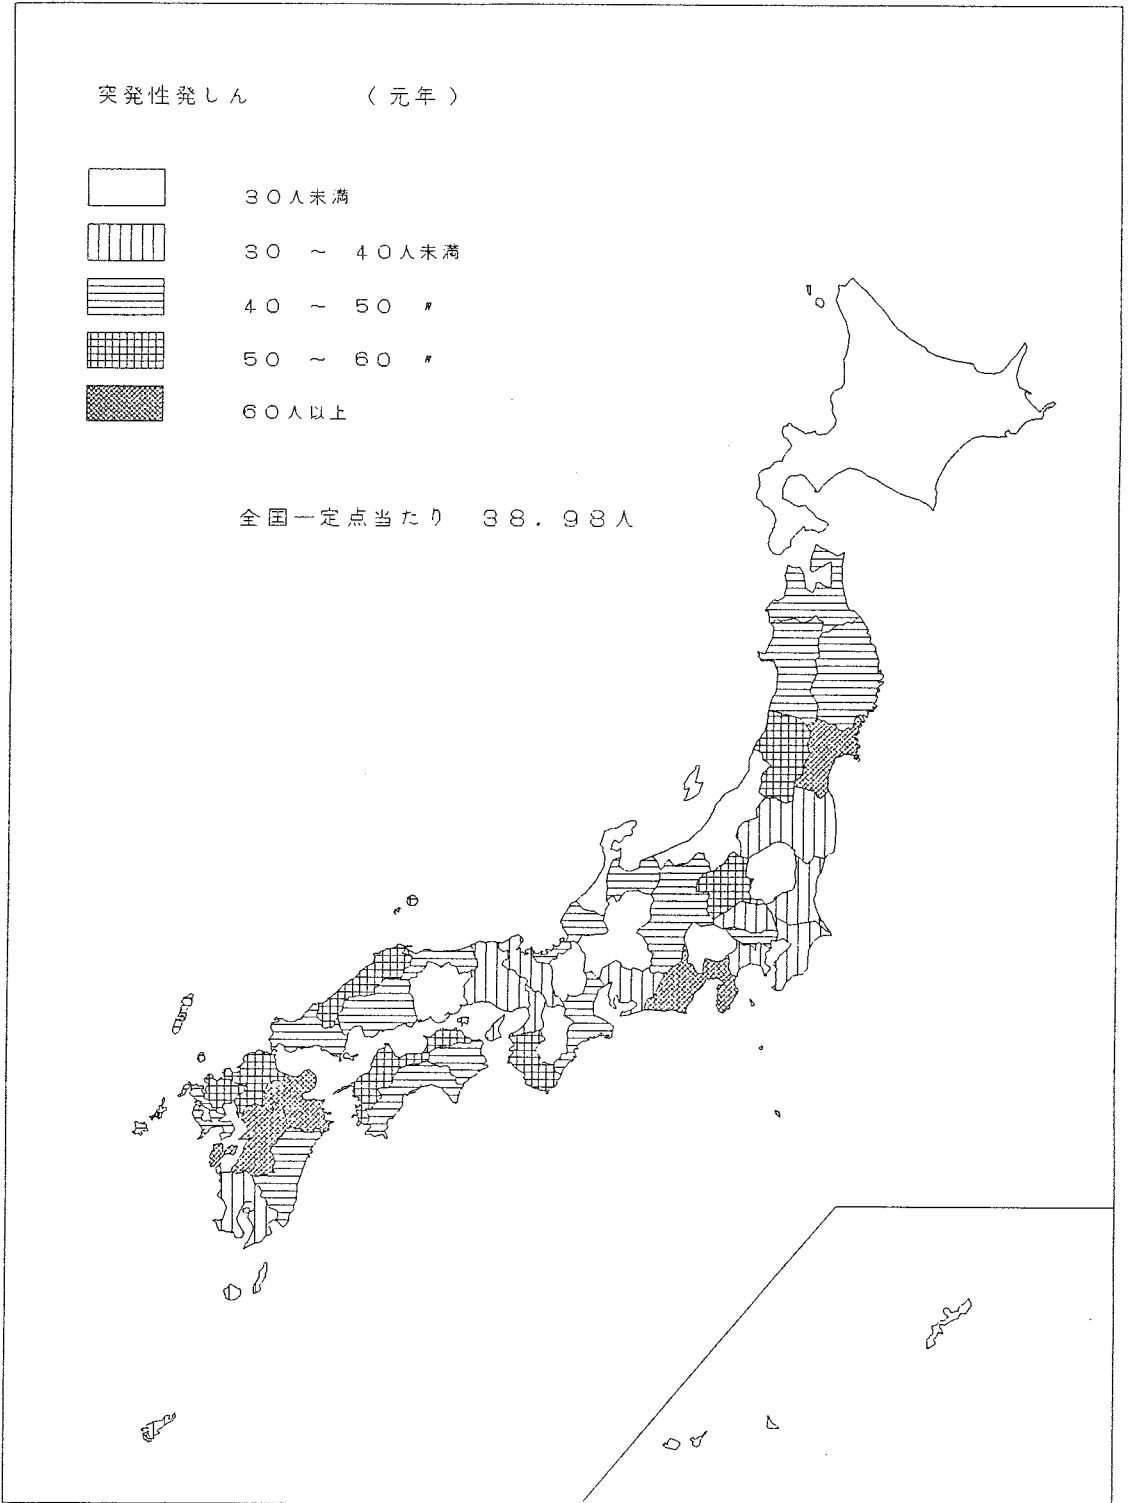 突発性発しん （元年）
30人未満
30 ～ 40人未満
40 ～ 50 〃
50 ～ 60 〃
60人以上
全国一定点当たり 38.98人